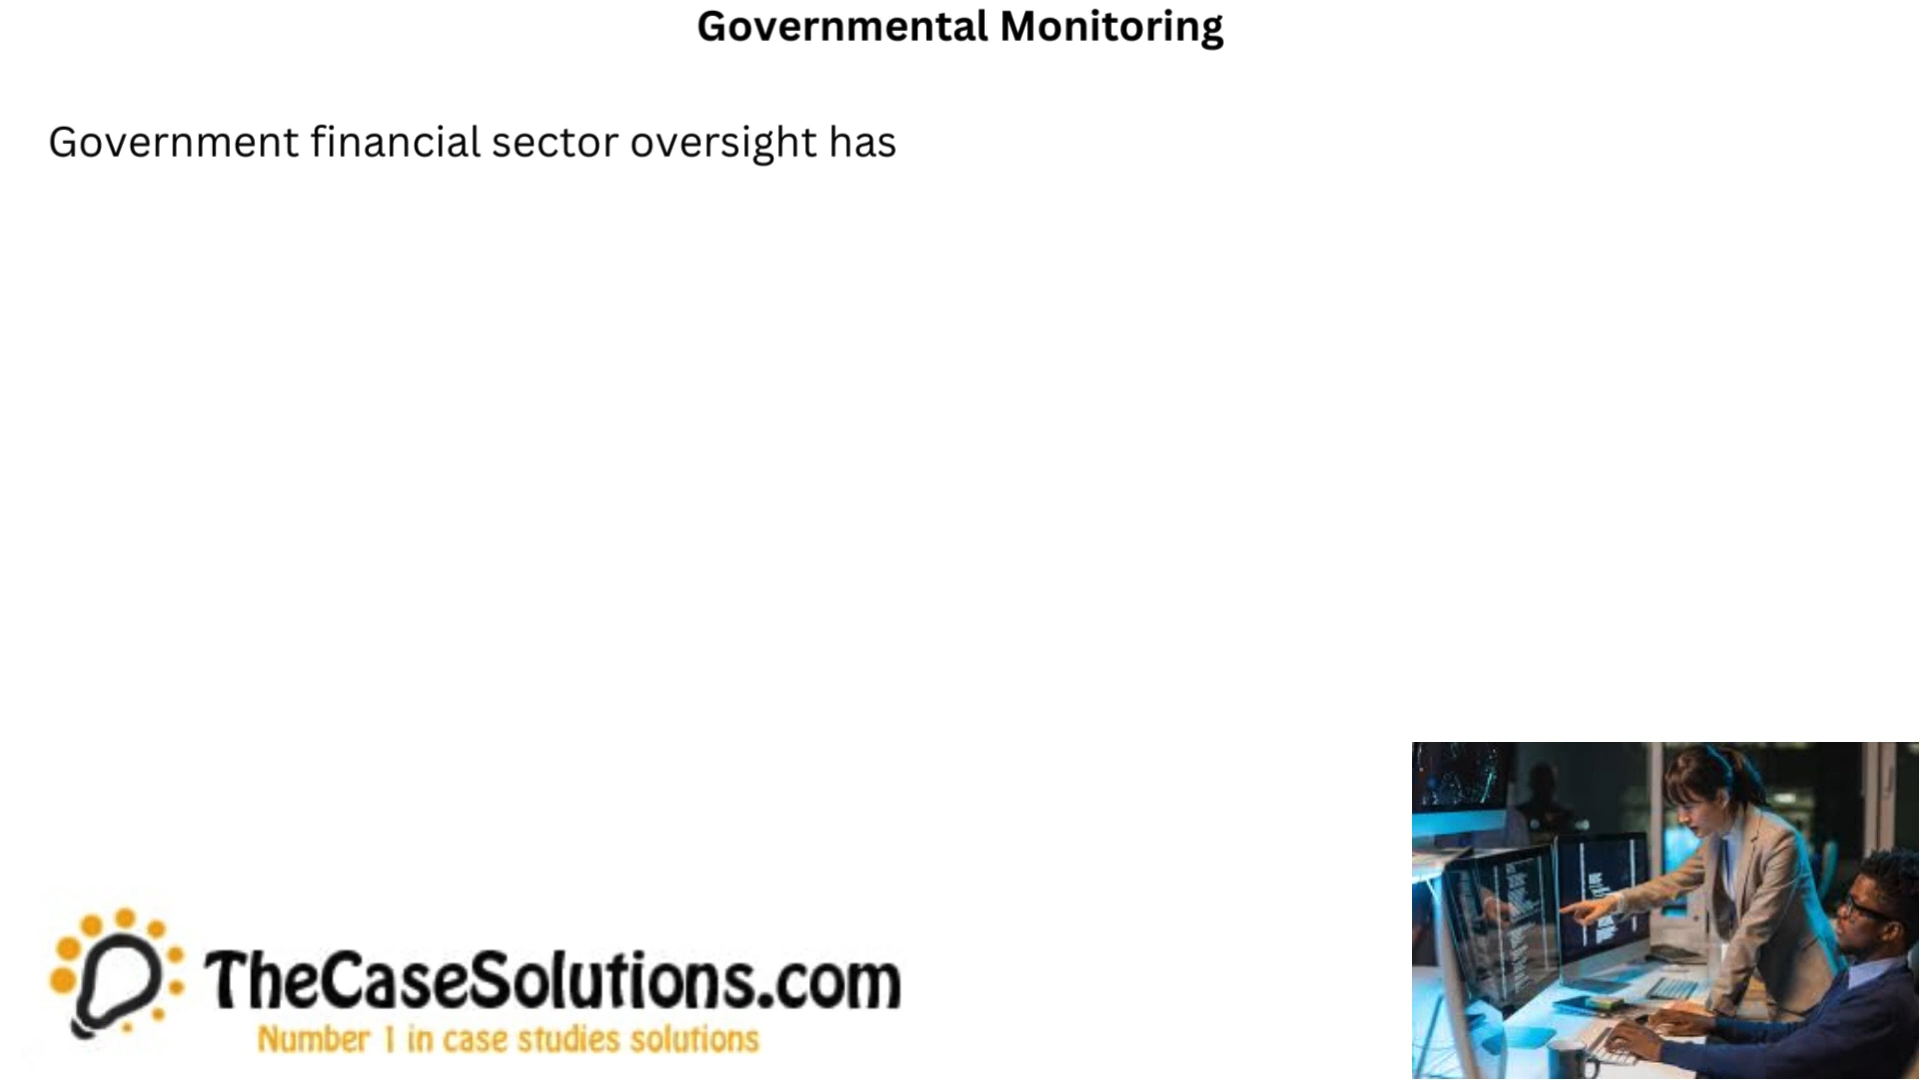 Governmental Monitoring
Government financial sector oversight has
TheCaseSolutions.com
Number 1 in case studies solutions